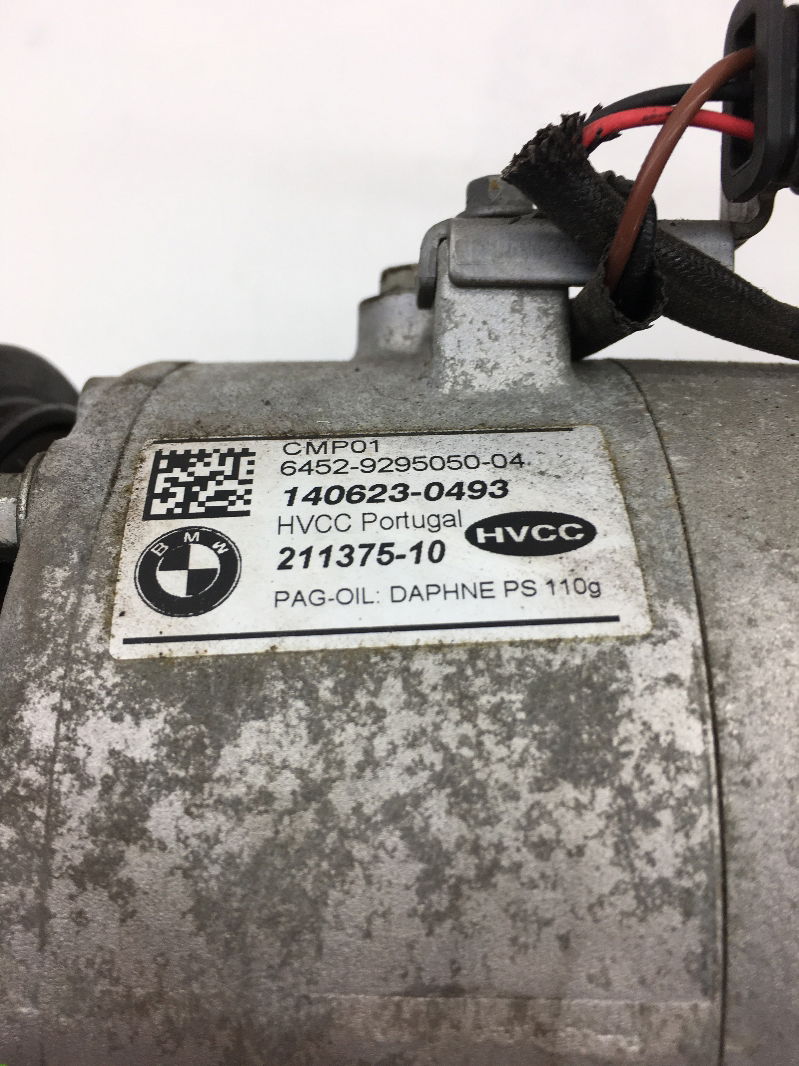 CMP01
6452-9295050-04
140623-0493
HVCC Portugal
HVCC
211375-10
PAG-OIL: DAPHNE PS 110g
BMW